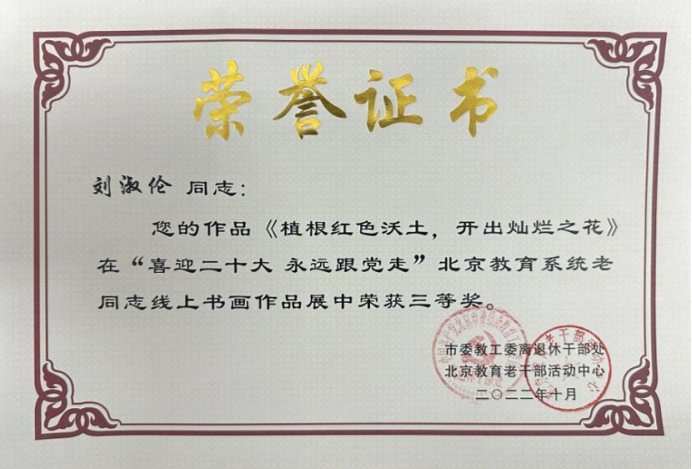 荣誉证书
刘淑伦 同志：
您的作品《植根红色沃土，开出灿烂之花》
在“喜迎二十大 永远跟党走”北京教育系统老
同志线上书画作品展中荣获三等奖。
市委教工委离退休干部处
北京教育老干部活动中心
二〇二二年十月